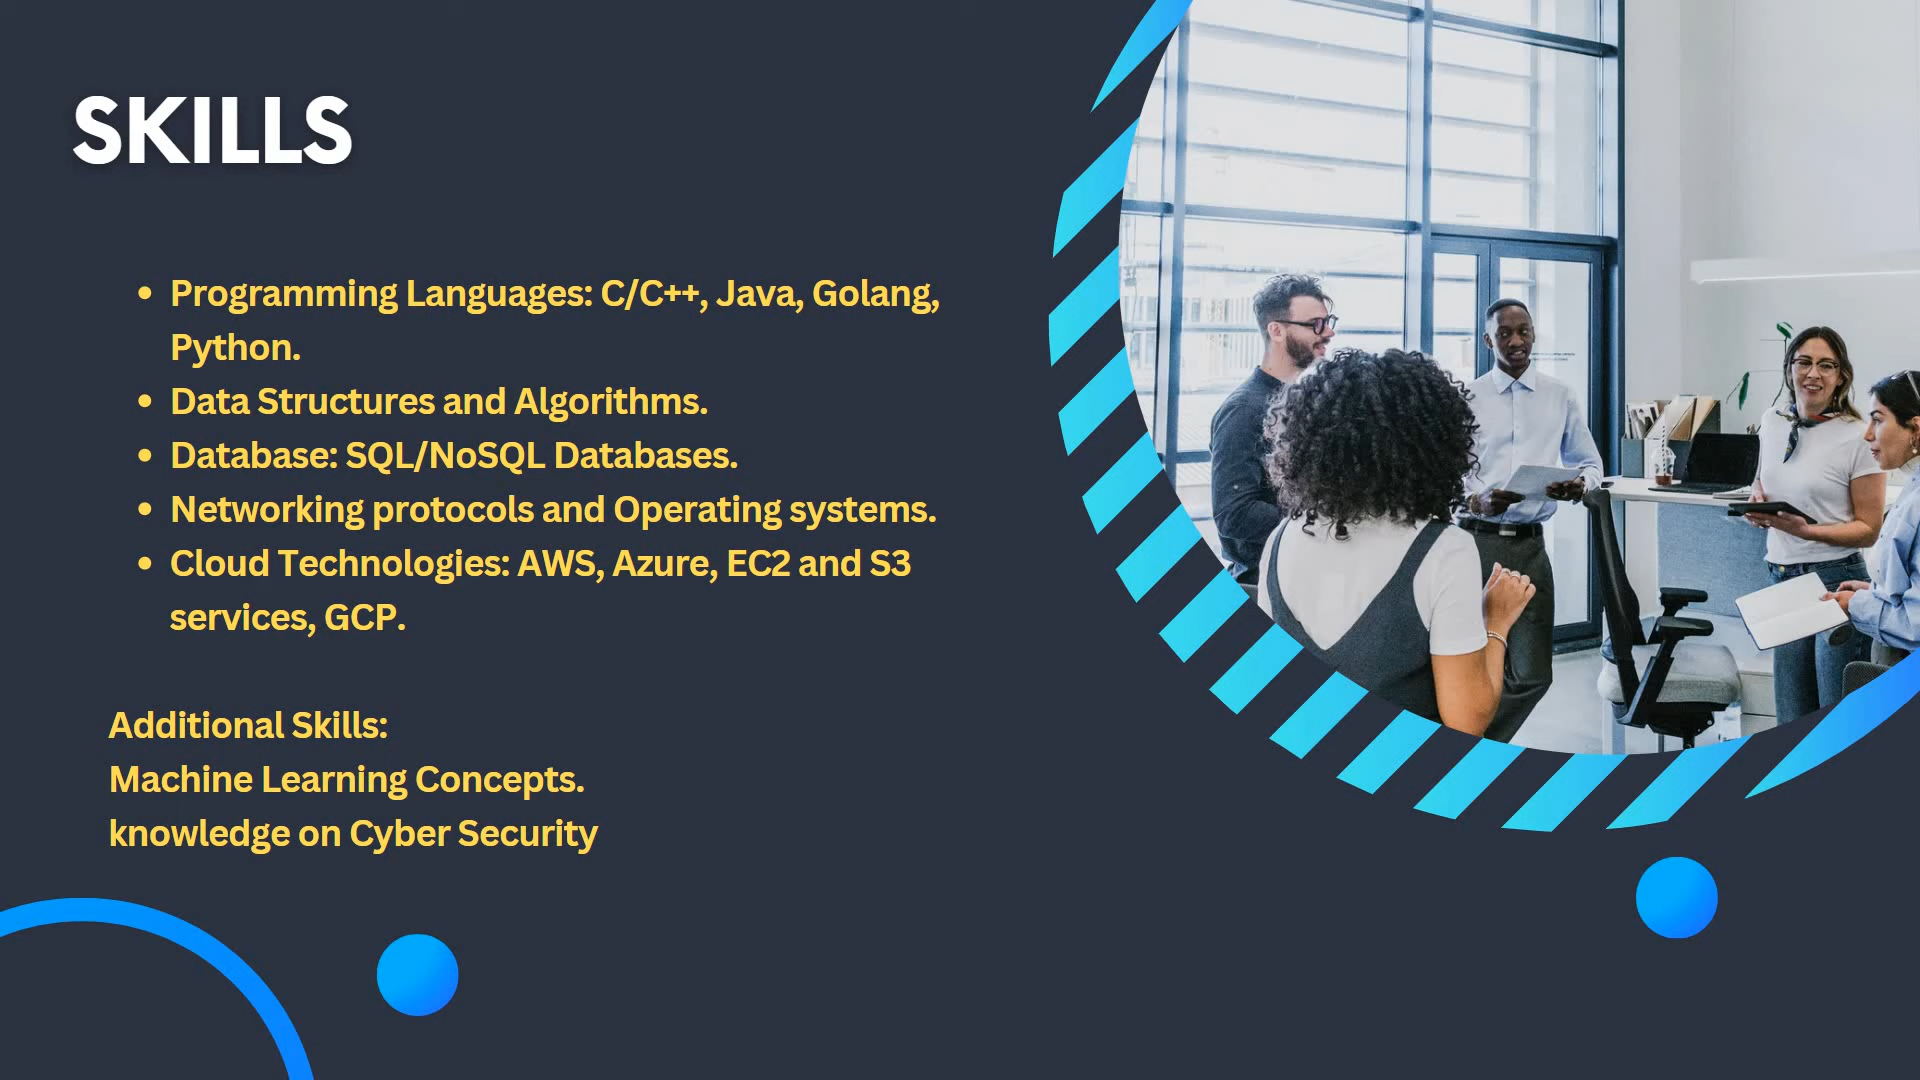 SKILLS
• Programming Languages: C/C++, Java, Golang,
Python.
• Data Structures and Algorithms.
• Database: SQL/NoSQL Databases.
• Networking protocols and Operating systems.
• Cloud Technologies: AWS, Azure, EC2 and S3
services, GCP.
Additional Skills:
Machine Learning Concepts.
knowledge on Cyber Security